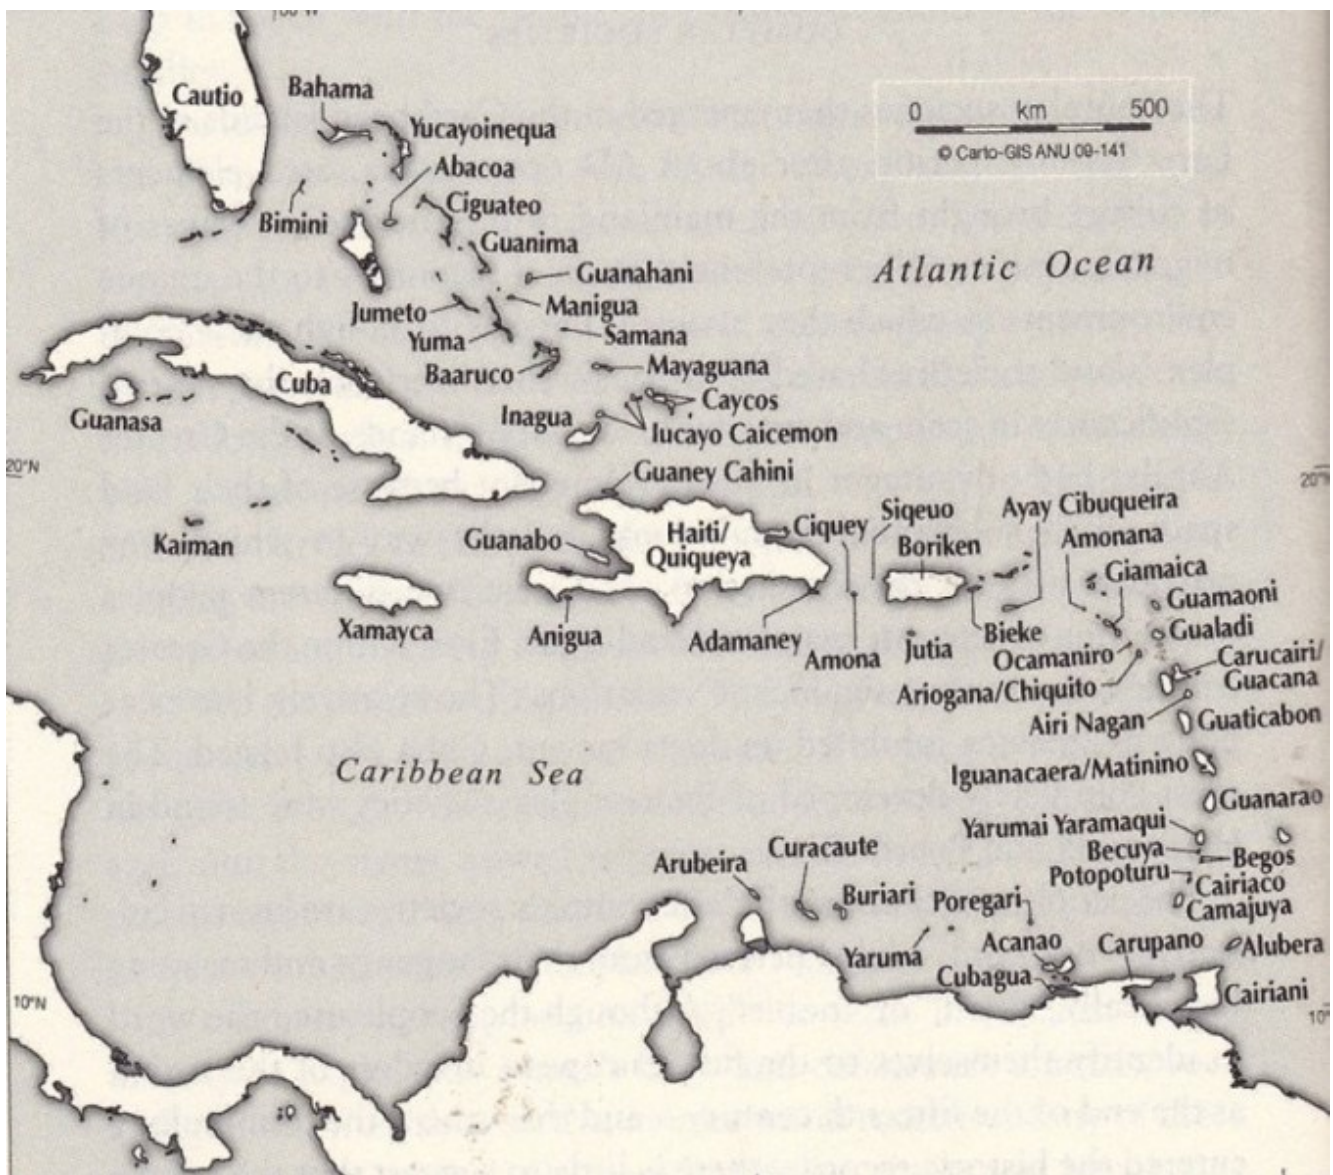 Cautio
Bahama
Yucayoinequa
Abacoa
Bimini
Ciguateo
Guanima
Guanahani
Jumeto
Manigua
Yuma
Samana
Baaruco
Mayaguana
Cuba
Guanasa
Caycos
Inagua
Iucayo Caicemon
0 km 500
© Carto-GIS ANU 09-141
Atlantic Ocean
20°N
Guaney Cahini
Kaiman
Guanabo
Haiti/
Quiqueya
Ciquey
Siqeuo
Boriken
Ayay Cibuqueira
Amonana
Giamaica
Guamaoni
Xamayca
Anigua
Adamaney
Amona
Jutia
Bieke
Gualadi
Ocamaniro
Carucairi/
Guacana
Ariogana/Chiquito
Airi Nagan
Guaticabon
Caribbean Sea
Iguanacaera/Matinino
Guanarao
Yarumai Yaramaqui
Becuya
Begos
Potopoturu
Cairiaco
Camajuya
Arubeira
Curacaute
Buriari
Poregari
Yaruma
Acanao
Carupano
Alubera
Cubagua
Cairiani
10°N